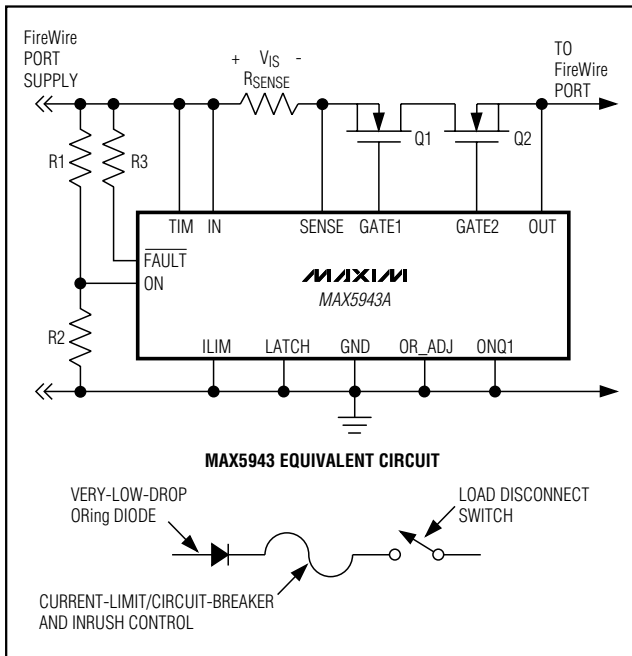 FireWire
PORT
SUPPLY
+ VIS -
RSENSE
TO
FireWire
PORT
R1
R3
Q1
Q2
TIM IN SENSE GATE1 GATE2 OUT
FAULT
ON
MAXIM
MAX5943A
R2
ILIM LATCH GND OR_ADJ ONQ1
MAX5943 EQUIVALENT CIRCUIT
VERY-LOW-DROP
ORing DIODE
LOAD DISCONNECT
SWITCH
CURRENT-LIMIT/CIRCUIT-BREAKER
AND INRUSH CONTROL